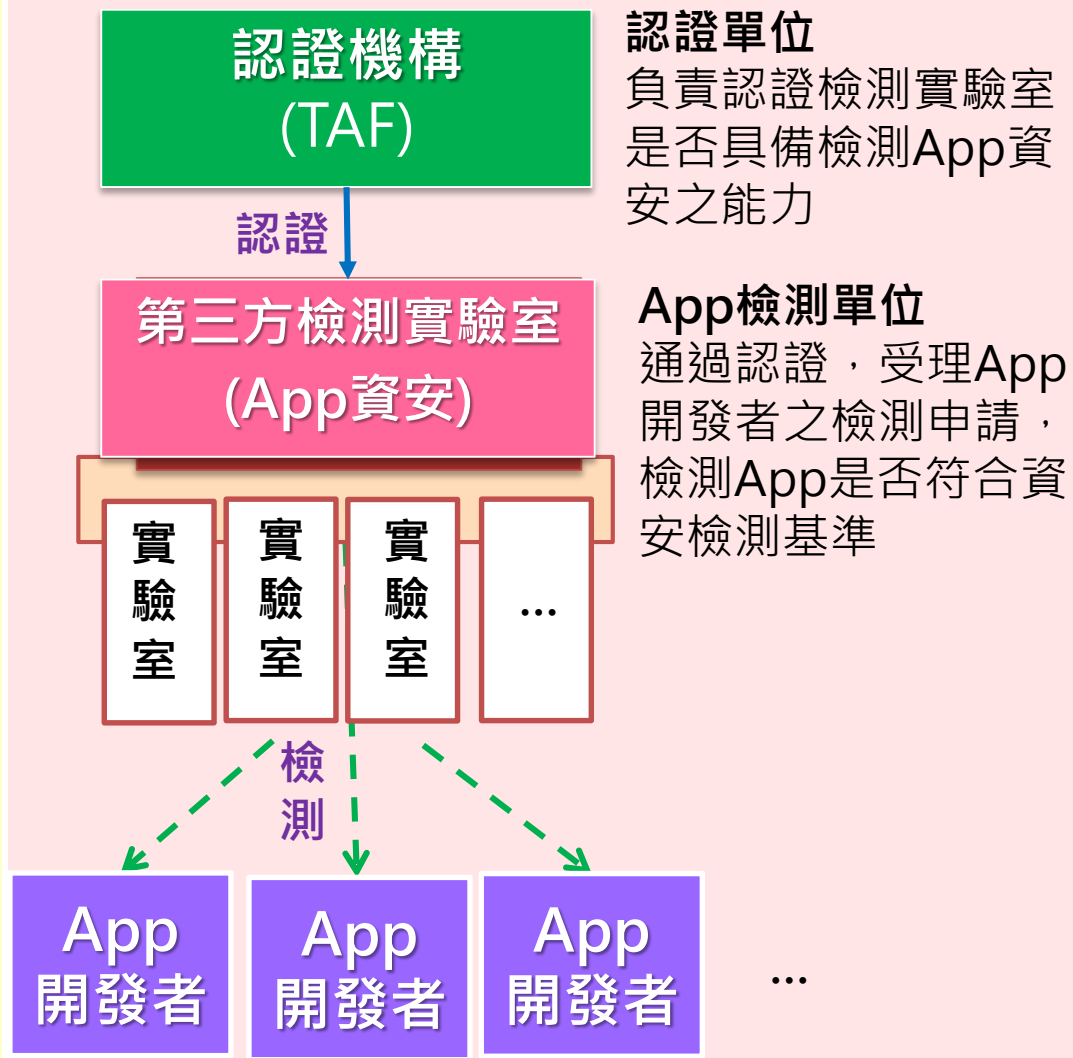 認證機構
(TAF)
認證單位
負責認證檢測實驗室
是否具備檢測App資
安之能力
認證
第三方檢測實驗室
(App資安)
App檢測單位
通過認證，受理App
開發者之檢測申請，
檢測App是否符合資
安檢測基準
實驗室
實驗室
實驗室
...
檢測
App
開發者
App
開發者
App
開發者
...